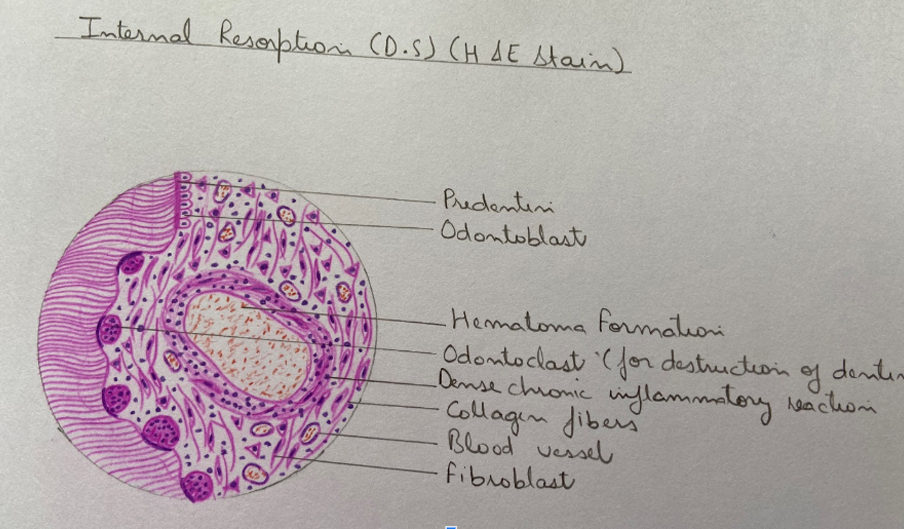 Internal Resorption (D.S) (H &E Stain)
Predentin
Odontoblast
Hematoma Formation
Odontoclast (for destruction of dentin
Dense chronic inflammatory reaction
Collagen fibers
Blood vessel
Fibroblast